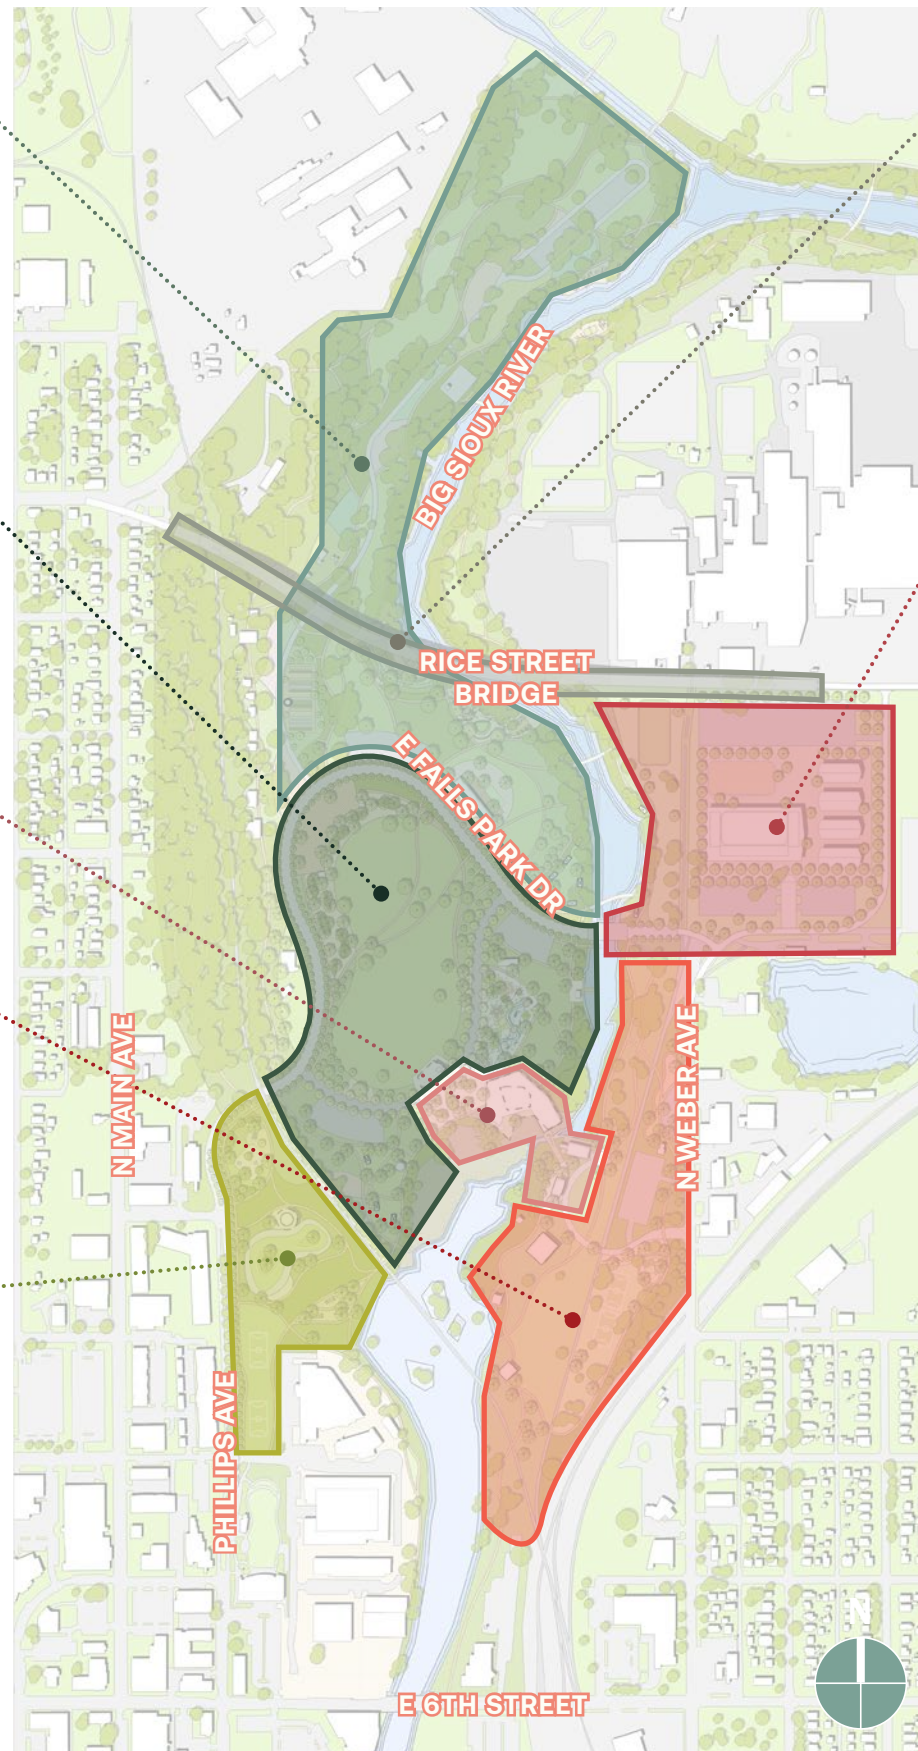 BIG SIOUX RIVER
RICE STREET
BRIDGE
E FALLS PARK DR
N MAIN AVE
N WEBER AVE
PHILLIPS AVE
N
E 6TH STREET